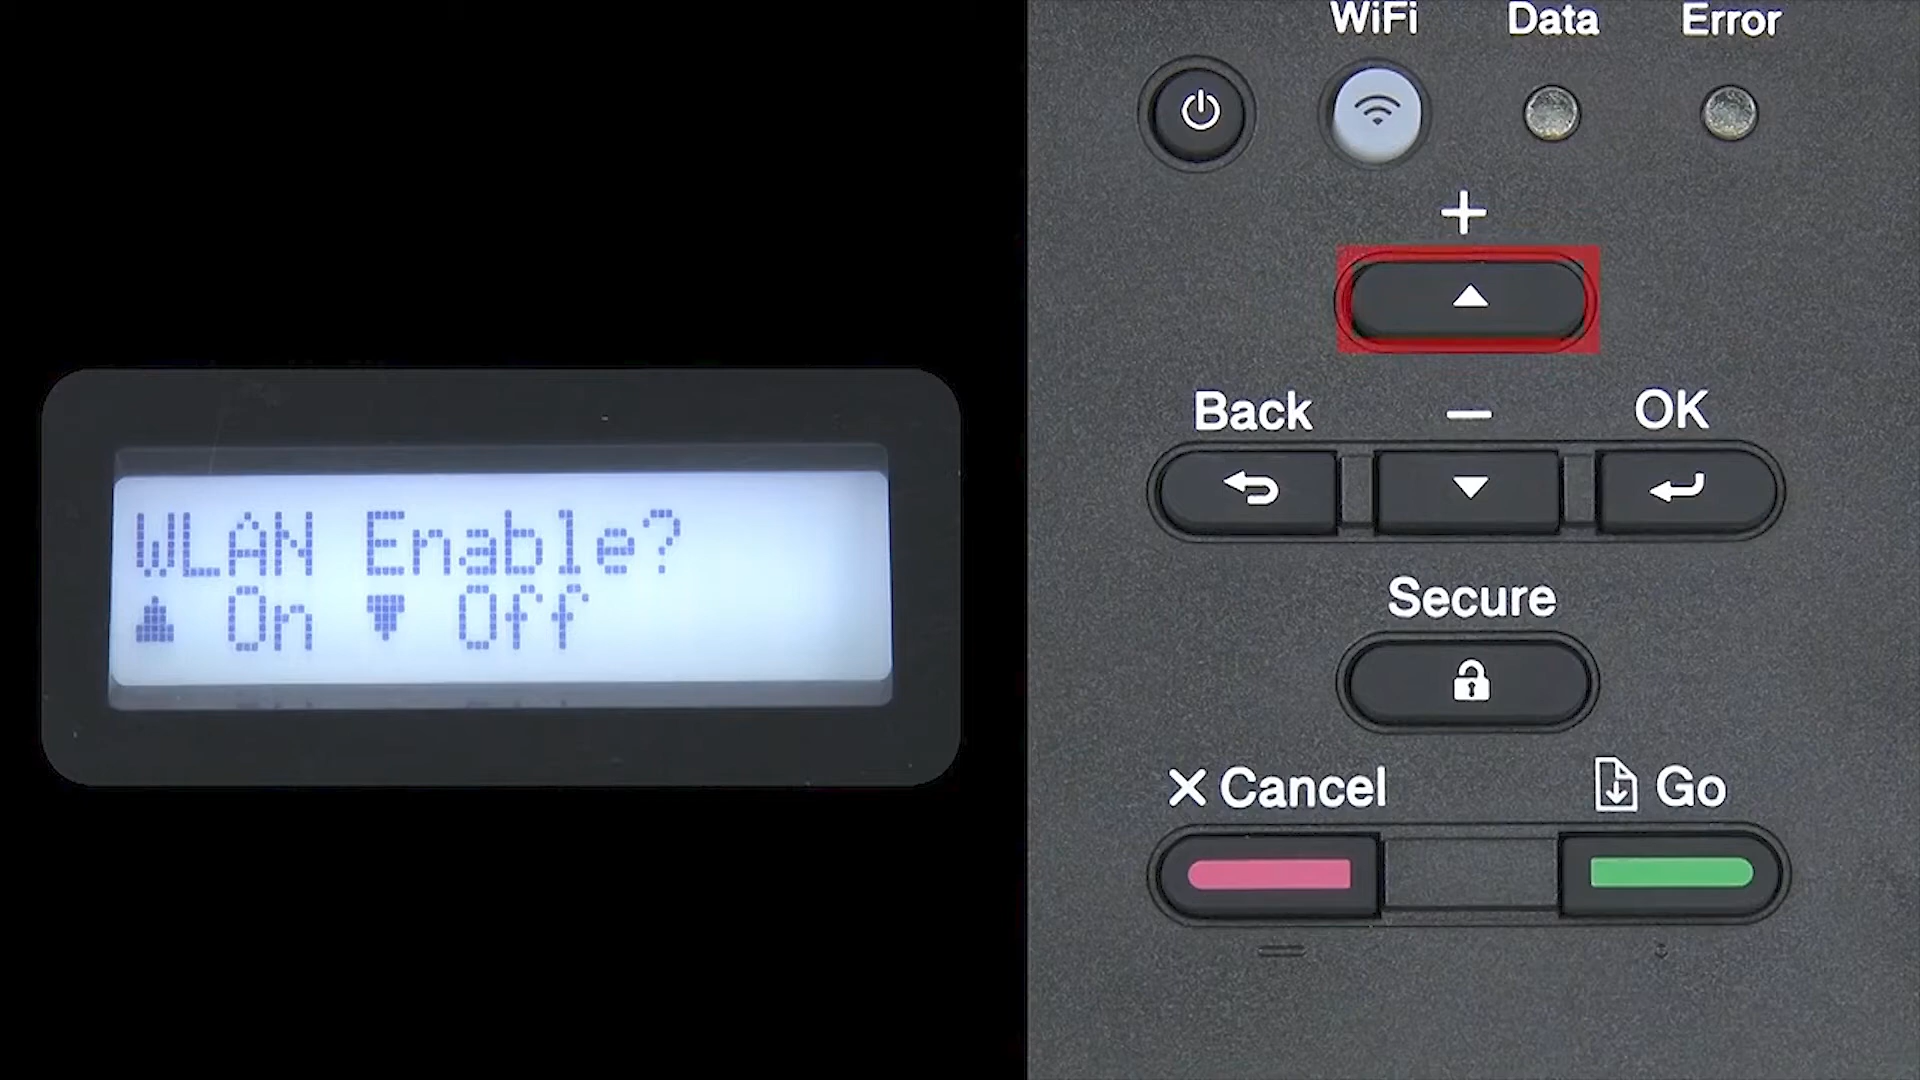 WLAN Enable?
▲ On ▼ Off
WiFi Data Error
+
Back − OK
Secure
X Cancel Go